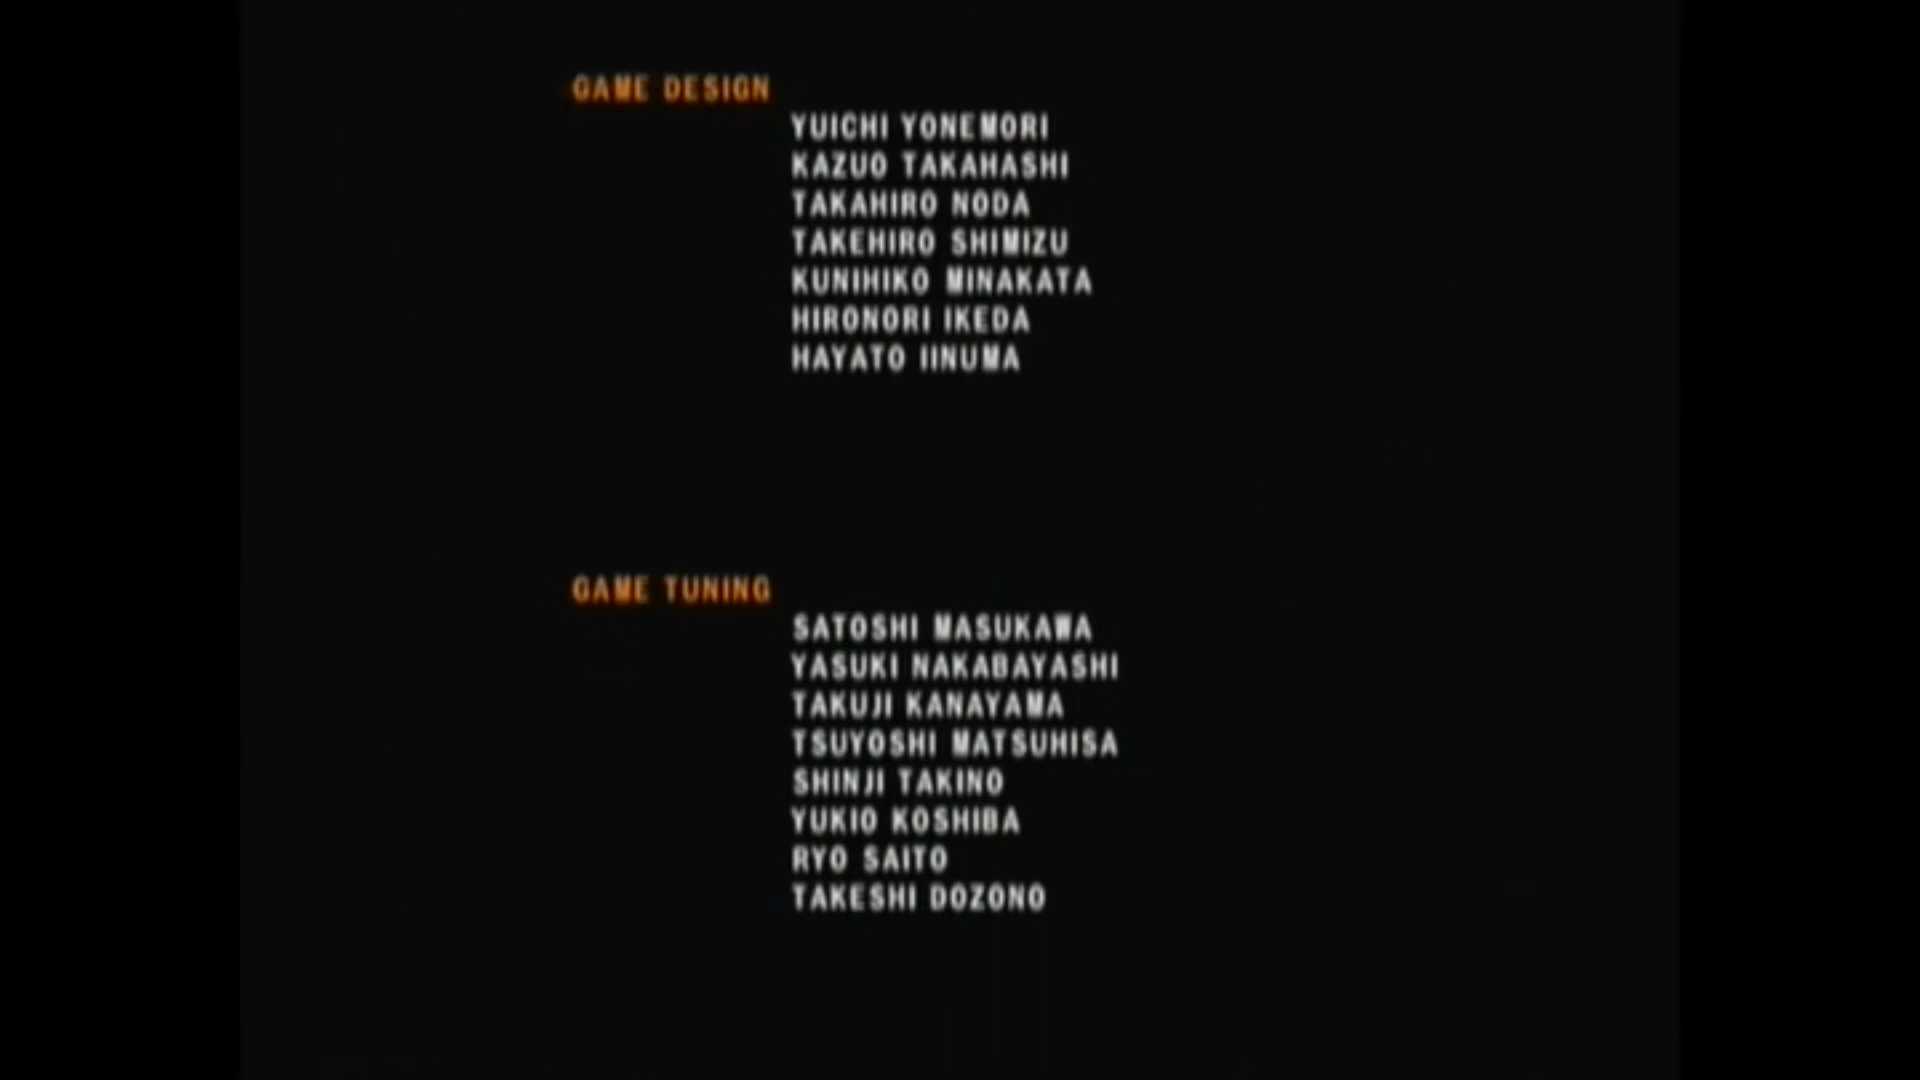 GAME DESIGN
YUICHI YONEMORI
KAZUO TAKAHASHI
TAKAHIRO NODA
TAKEHIRO SHIMIZU
KUNIHIKO MINAKATA
HIRONORI IKEDA
HAYATO IINUMA
GAME TUNING
SATOSHI MASUKAWA
YASUKI NAKABAYASHI
TAKUJI KANAYAMA
TSUYOSHI MATSUHISA
SHINJI TAKINO
YUKIO KOSHIBA
RYO SAITO
TAKESHI DOZONO